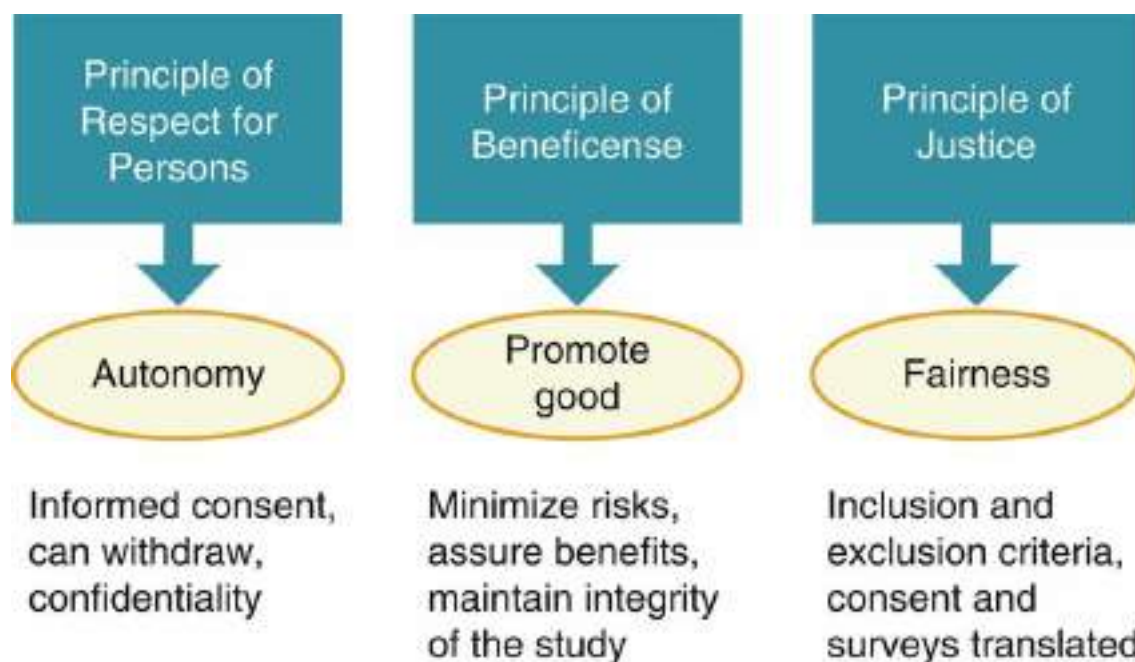 Principle of
Respect for
Persons
Principle of
Beneficense
Principle of
Justice
Autonomy
Promote
good
Fairness
Informed consent,
can withdraw,
confidentiality
Minimize risks,
assure benefits,
maintain integrity
of the study
Inclusion and
exclusion criteria,
consent and
surveys translated